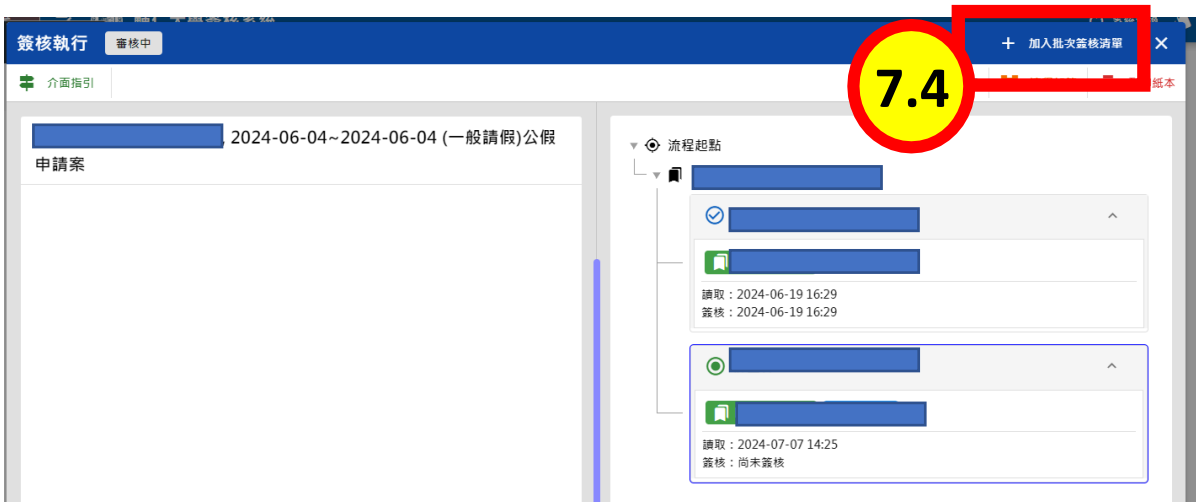 簽核執行 審核中
＋ 加入批次簽核清單 ✕
7.4
介面指引
紙本
, 2024-06-04~2024-06-04 (一般請假)公假
申請案
流程起點
讀取：2024-06-19 16:29
簽核：2024-06-19 16:29
讀取：2024-07-07 14:25
簽核：尚未簽核